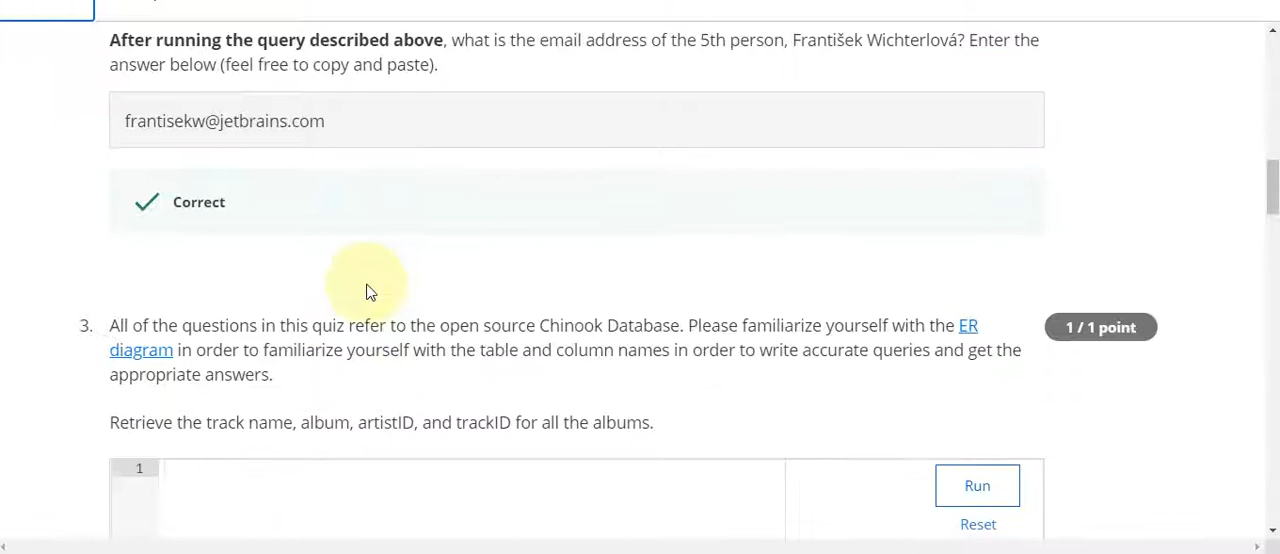 After running the query described above, what is the email address of the 5th person, František Wichterlová? Enter the
answer below (feel free to copy and paste).
frantisekw@jetbrains.com
Correct
3. All of the questions in this quiz refer to the open source Chinook Database. Please familiarize yourself with the ER
1 / 1 point
diagram in order to familiarize yourself with the table and column names in order to write accurate queries and get the
appropriate answers.
Retrieve the track name, album, artistID, and trackID for all the albums.
1
Run
Reset